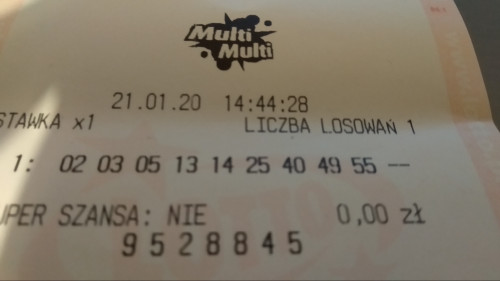 Multi
Multi
21.01.20 14:44:28
STAWKA x1 LICZBA LOSOWAŃ 1
1: 02 03 05 13 14 25 40 49 55 --
UPER SZANSA: NIE 0,00 zł
9528845